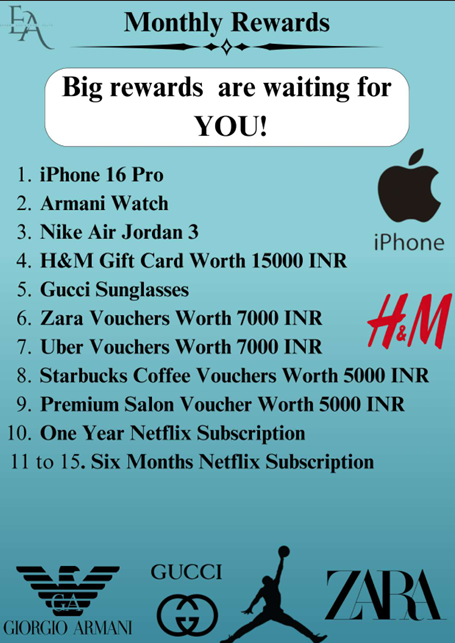 EA
Monthly Rewards
Big rewards are waiting for
YOU!
1. iPhone 16 Pro
2. Armani Watch
3. Nike Air Jordan 3
iPhone
4. H&M Gift Card Worth 15000 INR
5. Gucci Sunglasses
6. Zara Vouchers Worth 7000 INR
H&M
7. Uber Vouchers Worth 7000 INR
8. Starbucks Coffee Vouchers Worth 5000 INR
9. Premium Salon Voucher Worth 5000 INR
10. One Year Netflix Subscription
11 to 15. Six Months Netflix Subscription
GA
GIORGIO ARMANI
GUCCI
ZARA